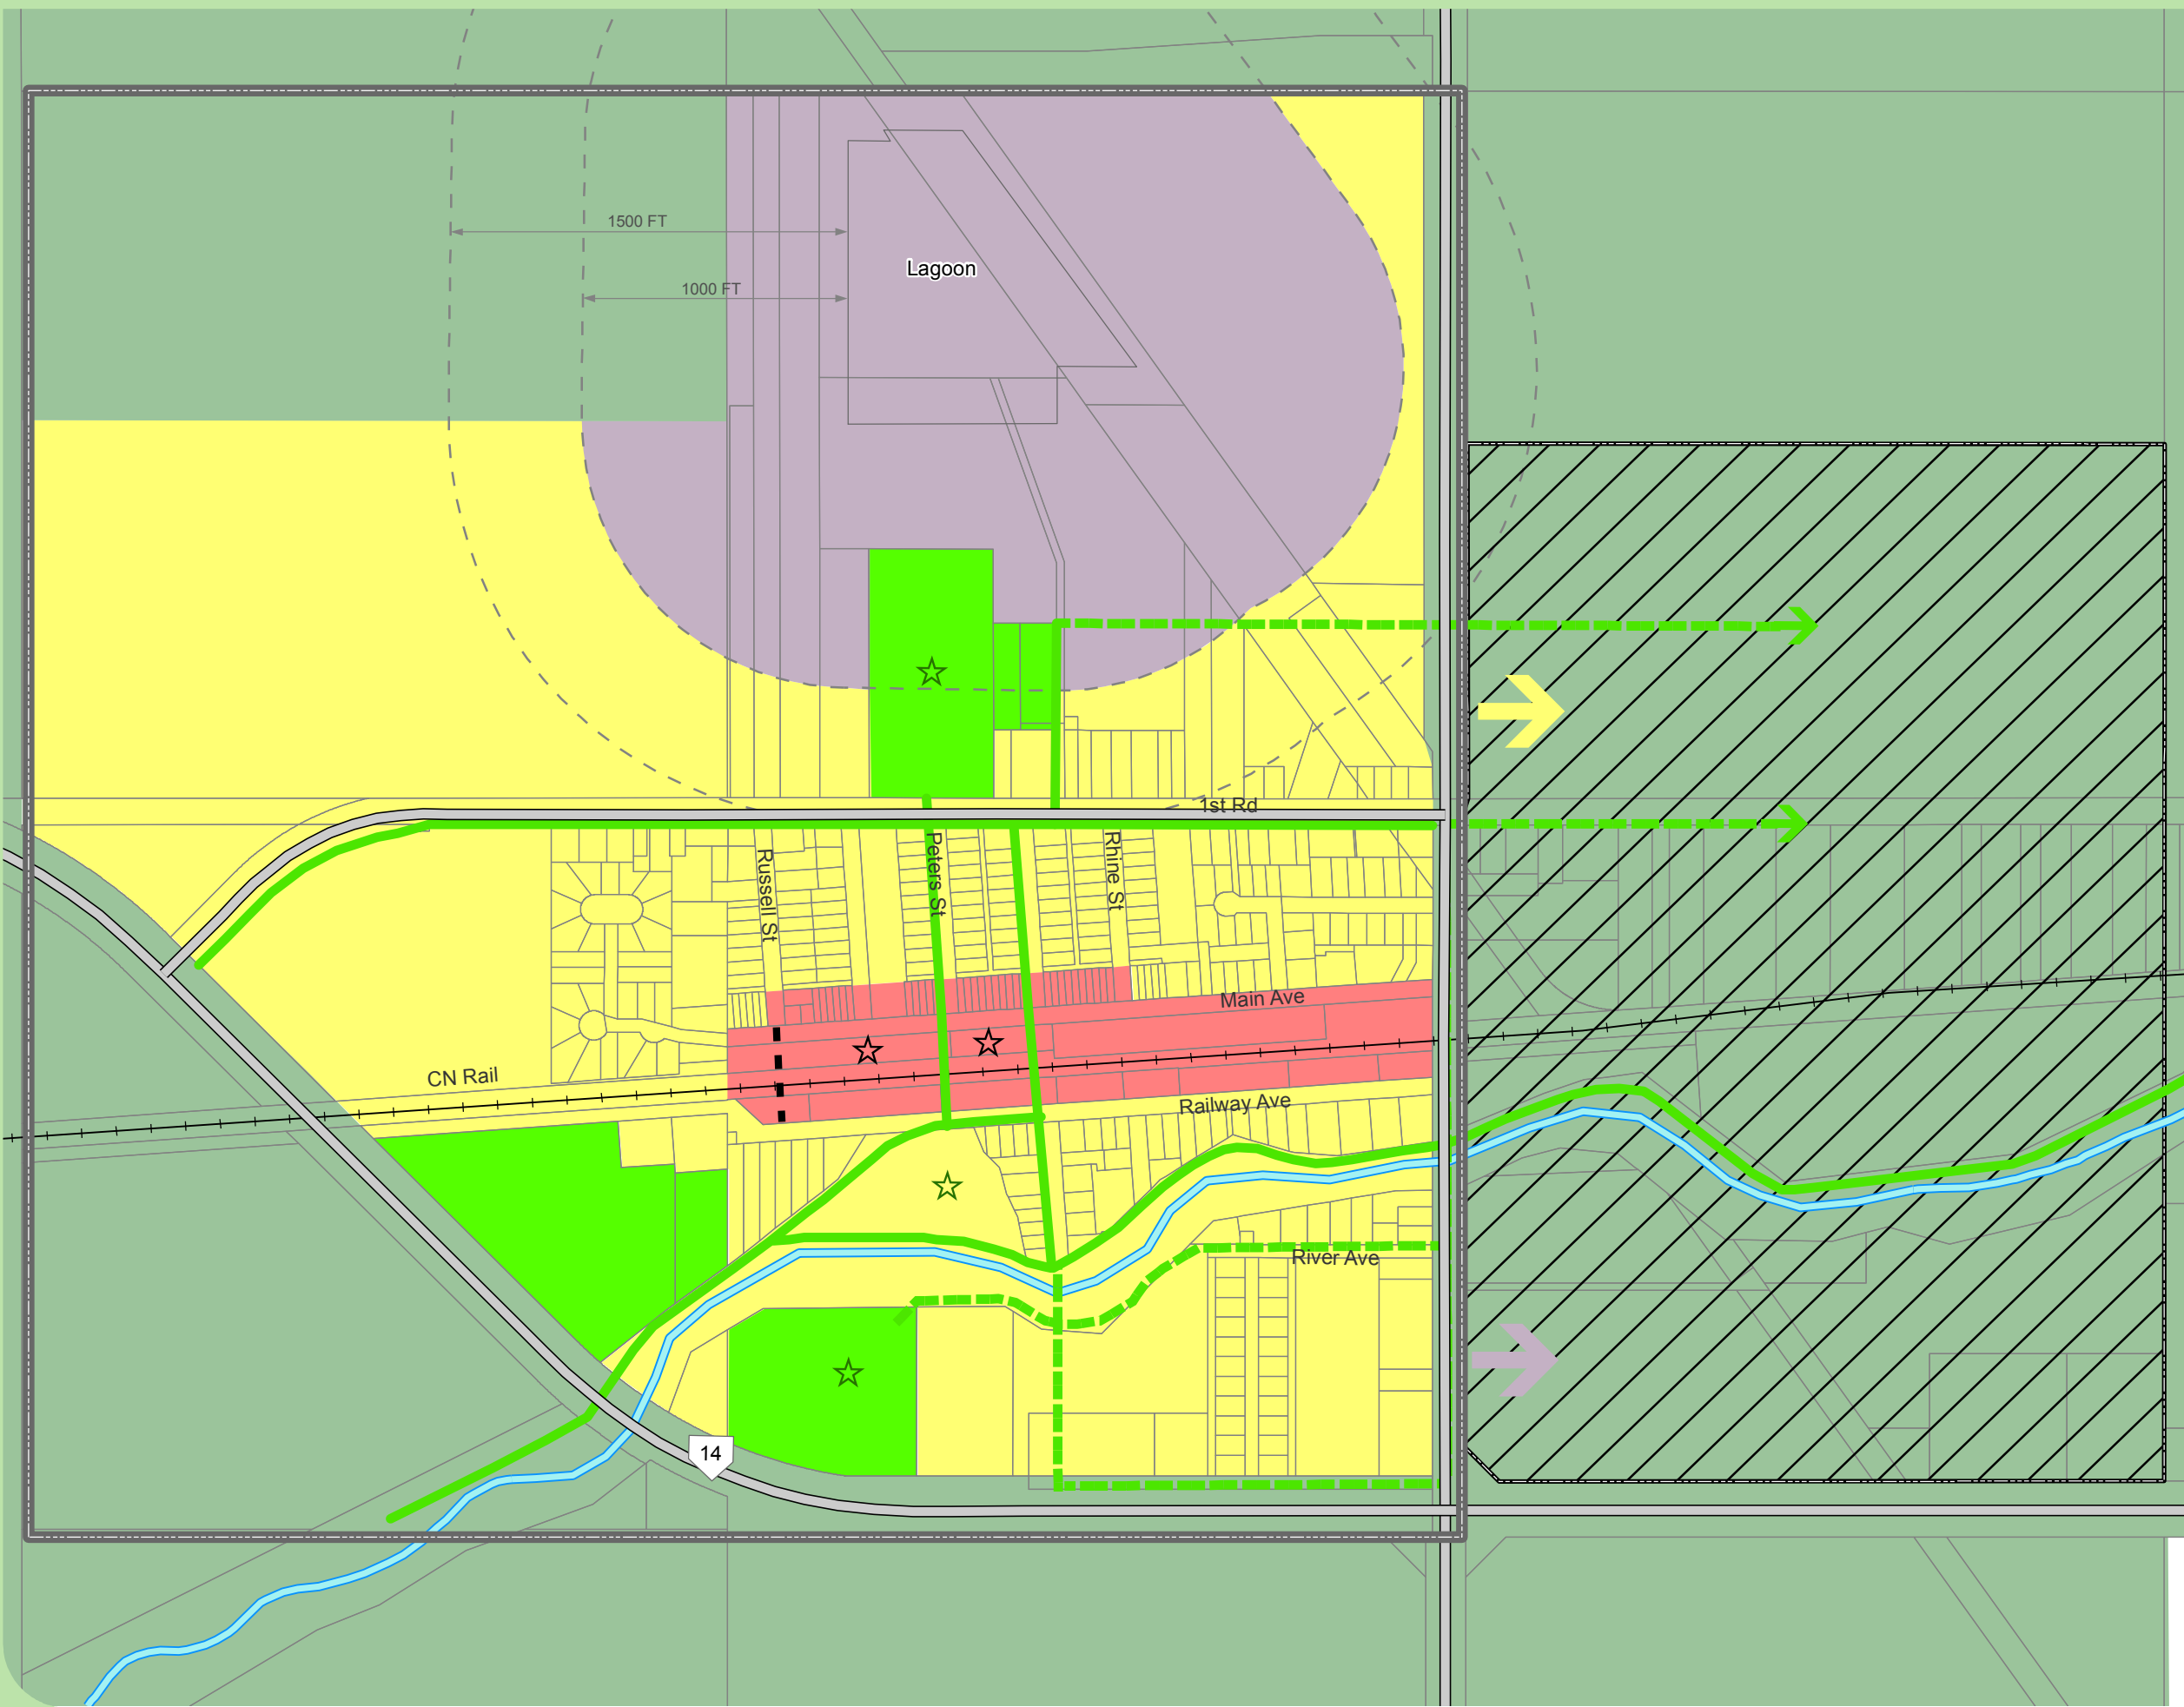 1500 FT
Lagoon
1000 FT
1st Rd
Russell St
Peters St
Rhine St
Main Ave
CN Rail
Railway Ave
River Ave
14